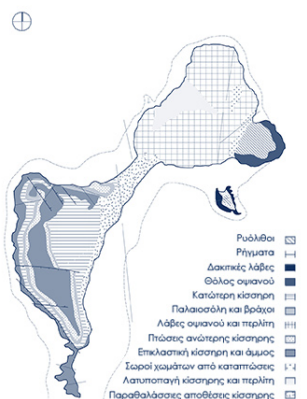 Ρυόλιθοι
Ρήγματα
Δακιτικές λάβες
Θόλος οψιανού
Κατώτερη κίσσηρη
Παλαιοσόλη και βράχοι
Λάβες οψιανού και περλίτη
Πτώσεις ανώτερης κίσσηρης
Επικλαστική κίσσηρη και άμμος
Σωροί χωμάτων από καταπτώσεις
Λατυποπαγή κίσσηρης και περλίτη
Παραθαλάσσιες αποθέσεις κίσσηρης